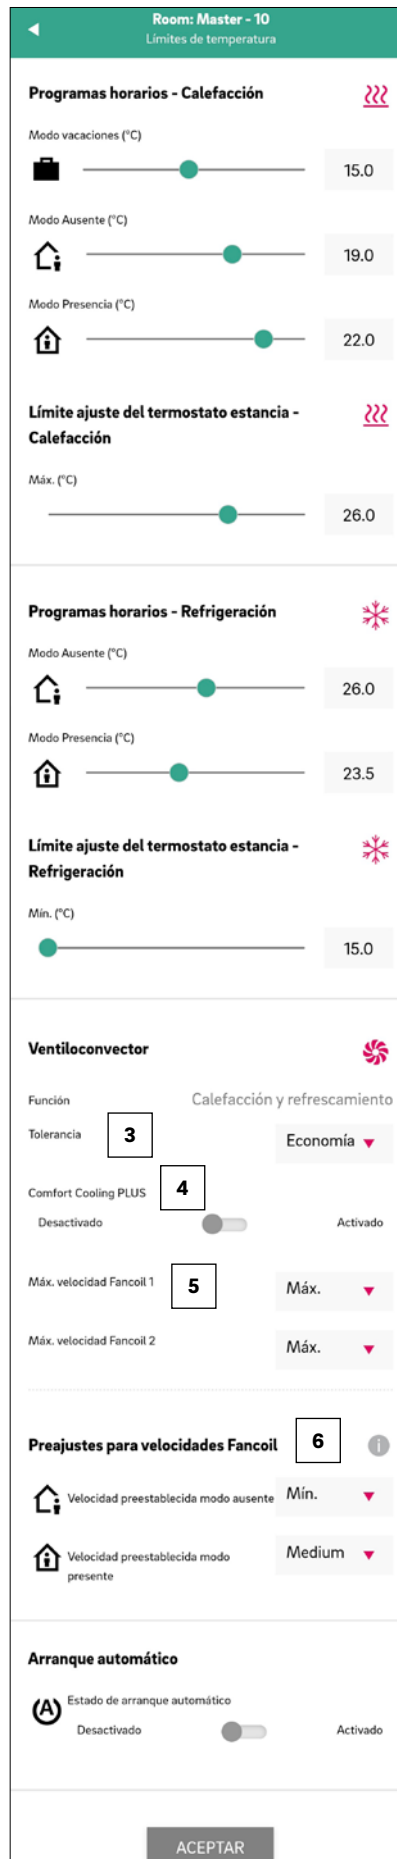 Room: Master - 10
Límites de temperatura
Programas horarios - Calefacción
Modo vacaciones (°C)
15.0
Modo Ausente (°C)
19.0
Modo Presencia (°C)
22.0
Límite ajuste del termostato estancia -
Calefacción
Máx. (°C)
26.0
Programas horarios - Refrigeración
Modo Ausente (°C)
26.0
Modo Presencia (°C)
23.5
Límite ajuste del termostato estancia -
Refrigeración
Mín. (°C)
15.0
Ventiloconvector
Función Calefacción y refrescamiento
Tolerancia 3 Economía
Comfort Cooling PLUS 4
Desactivado Activado
Máx. velocidad Fancoil 1 5 Máx.
Máx. velocidad Fancoil 2 Máx.
Preajustes para velocidades Fancoil 6 i
Velocidad preestablecida modo ausente Mín.
Velocidad preestablecida modo Medium
presente
Arranque automático
A Estado de arranque automático
Desactivado Activado
ACEPTAR